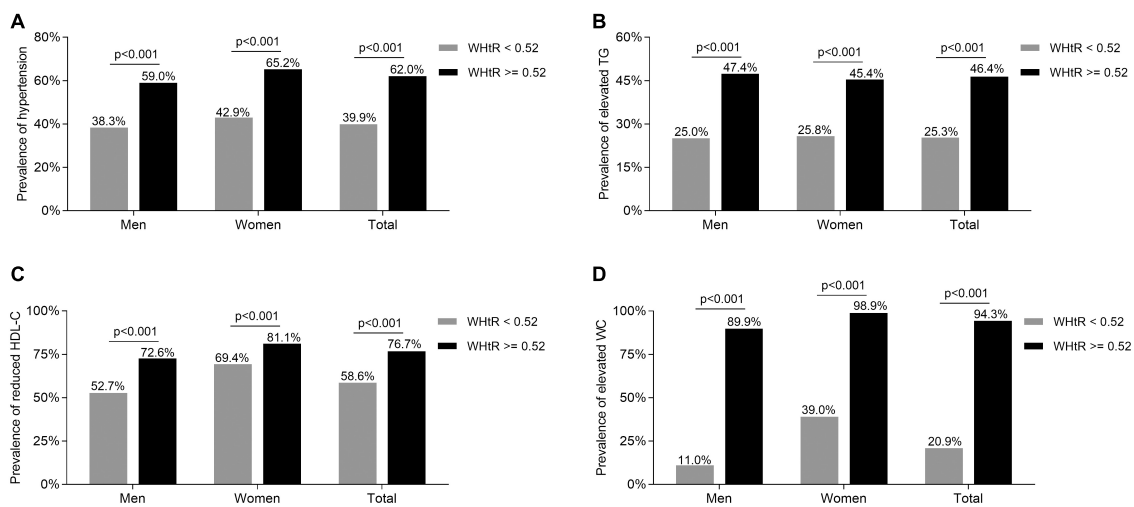 A
Prevalence of hypertension
80%
60%
40%
20%
0%
p<0.001
p<0.001
p<0.001
38.3%
59.0%
42.9%
65.2%
39.9%
62.0%
Men
Women
Total
WHtR < 0.52
WHtR >= 0.52
B
Prevalence of elevated TG
60%
45%
30%
15%
0%
p<0.001
p<0.001
p<0.001
25.0%
47.4%
25.8%
45.4%
25.3%
46.4%
Men
Women
Total
WHtR < 0.52
WHtR >= 0.52
C
Prevalence of reduced HDL-C
100%
75%
50%
25%
0%
p<0.001
p<0.001
p<0.001
52.7%
72.6%
69.4%
81.1%
58.6%
76.7%
Men
Women
Total
WHtR < 0.52
WHtR >= 0.52
D
Prevalence of elevated WC
100%
75%
50%
25%
0%
p<0.001
p<0.001
p<0.001
11.0%
89.9%
39.0%
98.9%
20.9%
94.3%
Men
Women
Total
WHtR < 0.52
WHtR >= 0.52